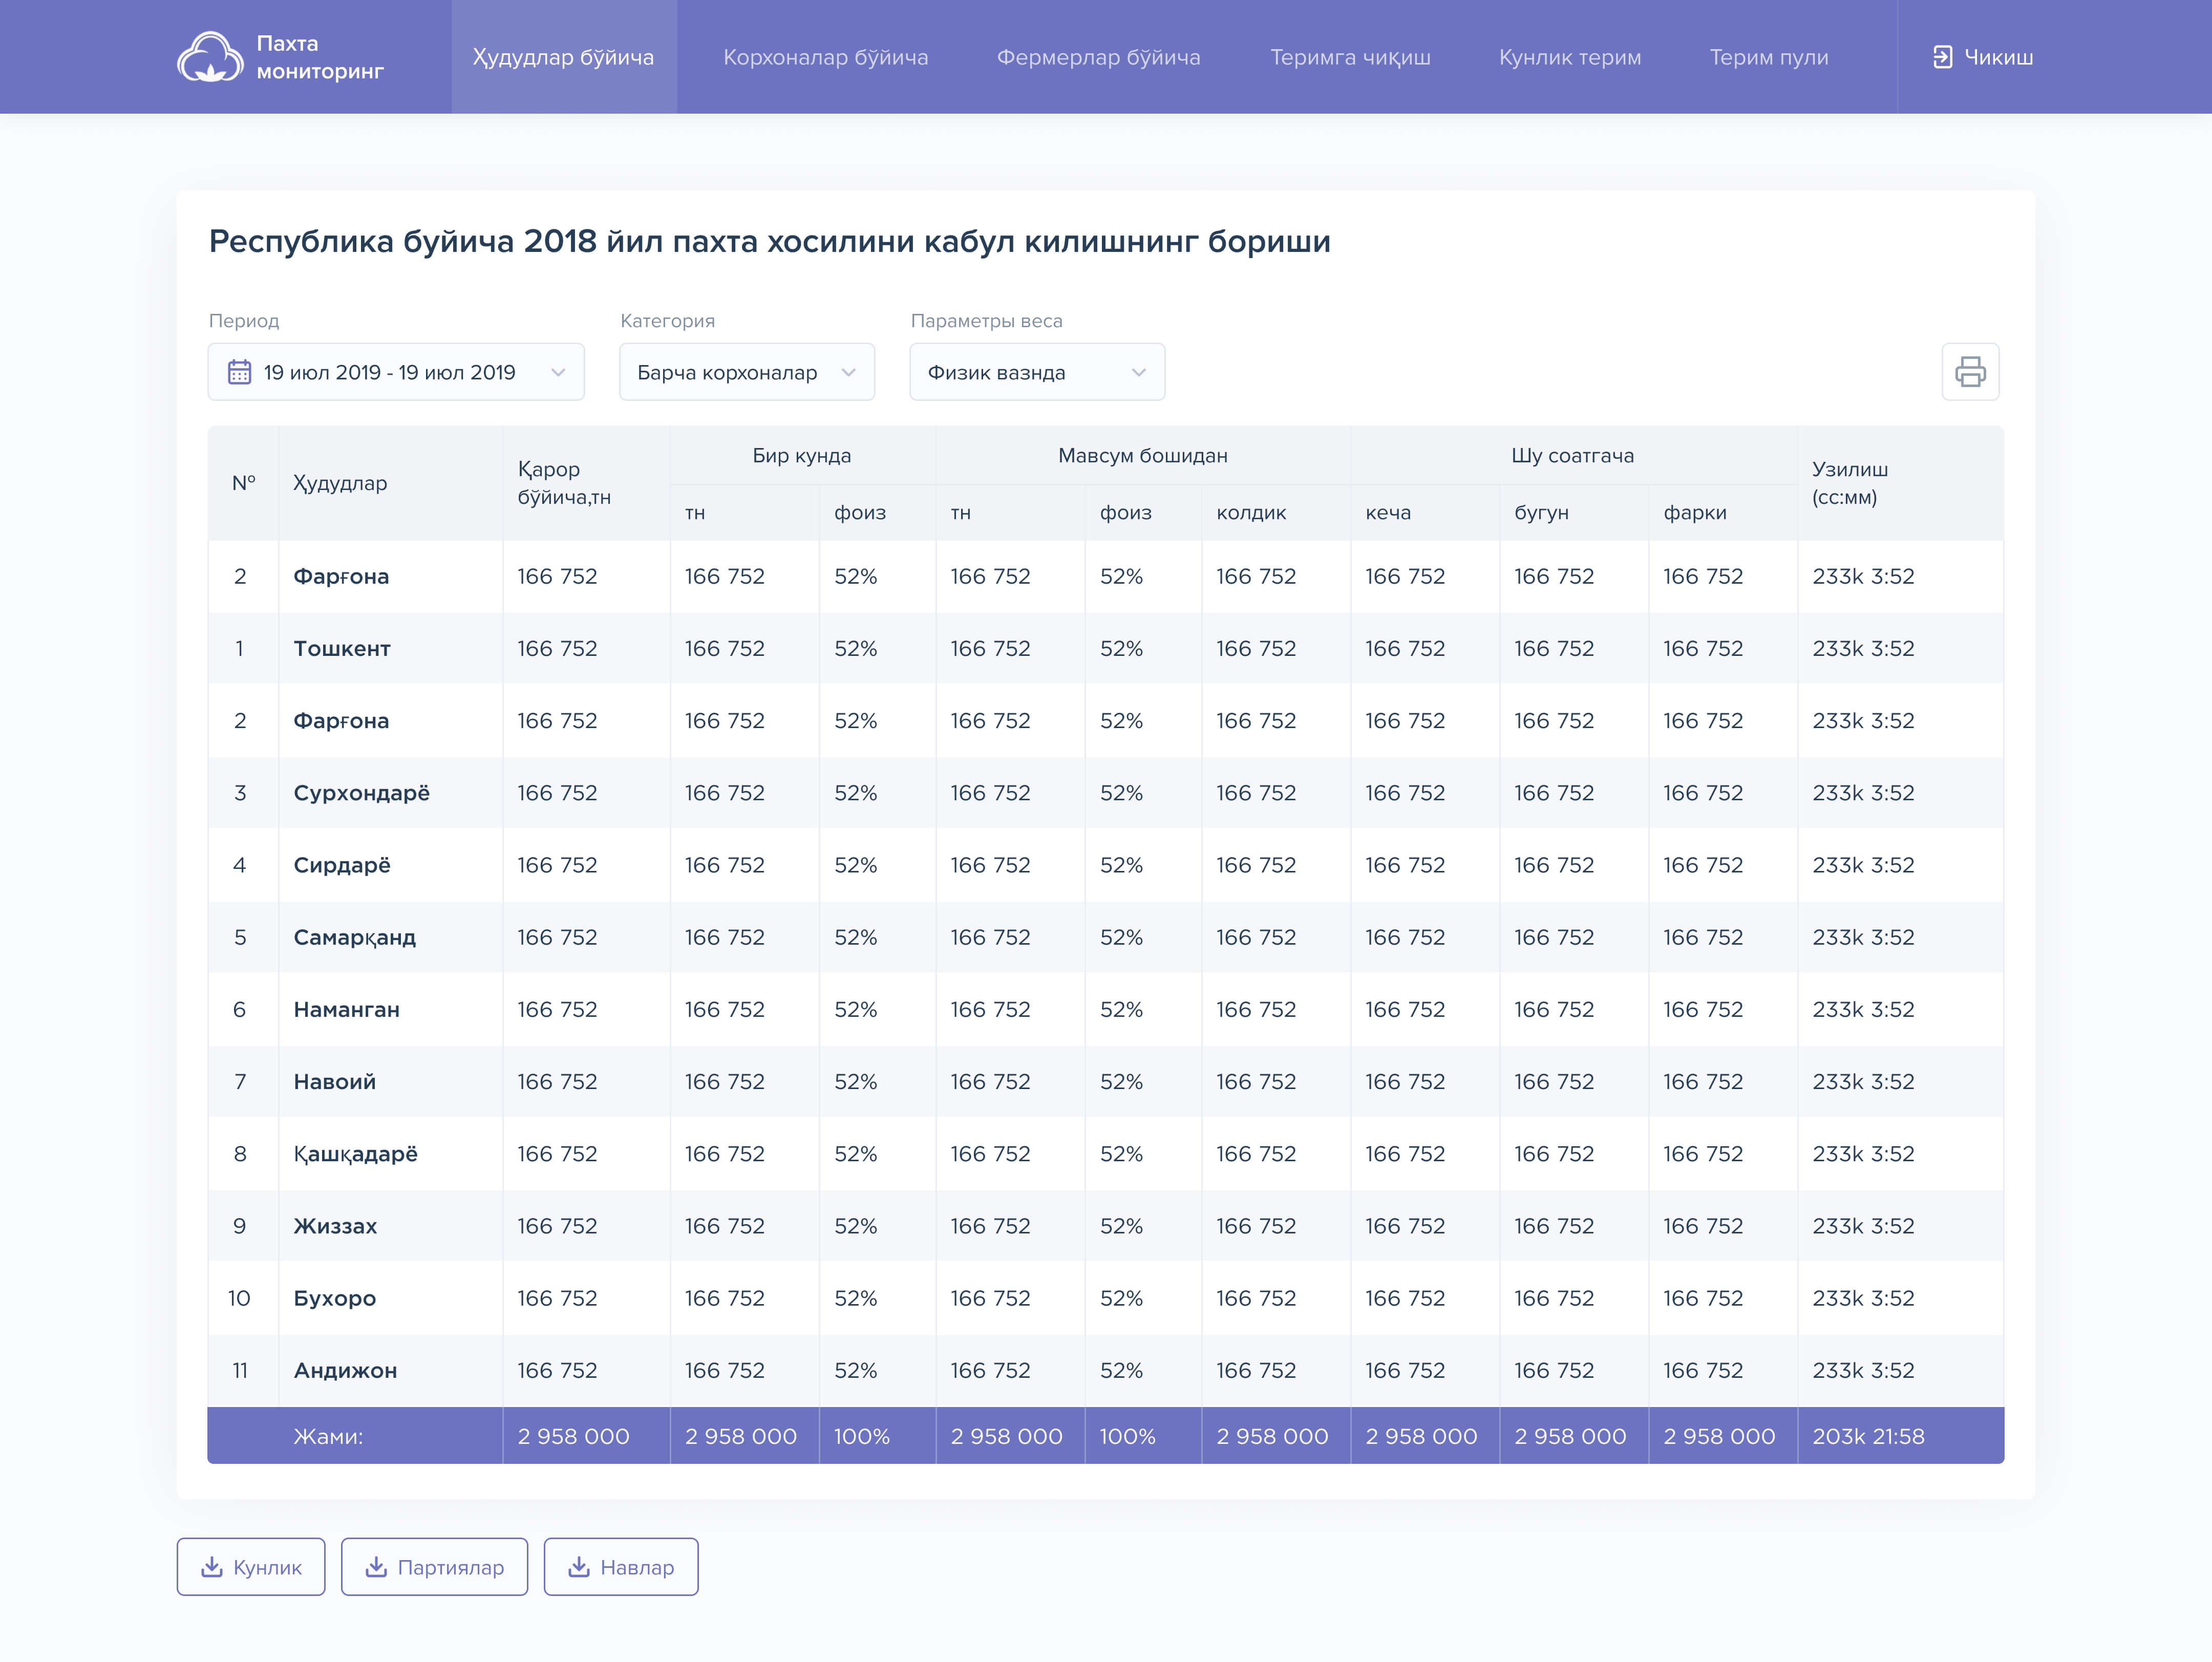 Пахта
мониторинг
Ҳудудлар бўйича
Корхоналар бўйича
Фермерлар бўйича
Теримга чиқиш
Кунлик терим
Терим пули
Чикиш
Республика буйича 2018 йил пахта хосилини кабул килишнинг бориши
Период
Категория
Параметры веса
19 июл 2019 - 19 июл 2019
Барча корхоналар
Физик вазнда
№ Ҳудудлар Қарор бўйича,тн Бир кунда Мавсум бошидан Шу соатгача Узилиш (сс:мм)
тн фоиз тн фоиз колдик кеча бугун фарки
2 Фарғона 166 752 166 752 52% 166 752 52% 166 752 166 752 166 752 166 752 233k 3:52
1 Тошкент 166 752 166 752 52% 166 752 52% 166 752 166 752 166 752 166 752 233k 3:52
2 Фарғона 166 752 166 752 52% 166 752 52% 166 752 166 752 166 752 166 752 233k 3:52
3 Сурхондарё 166 752 166 752 52% 166 752 52% 166 752 166 752 166 752 166 752 233k 3:52
4 Сирдарё 166 752 166 752 52% 166 752 52% 166 752 166 752 166 752 166 752 233k 3:52
5 Самарқанд 166 752 166 752 52% 166 752 52% 166 752 166 752 166 752 166 752 233k 3:52
6 Наманган 166 752 166 752 52% 166 752 52% 166 752 166 752 166 752 166 752 233k 3:52
7 Навоий 166 752 166 752 52% 166 752 52% 166 752 166 752 166 752 166 752 233k 3:52
8 Қашқадарё 166 752 166 752 52% 166 752 52% 166 752 166 752 166 752 166 752 233k 3:52
9 Жиззах 166 752 166 752 52% 166 752 52% 166 752 166 752 166 752 166 752 233k 3:52
10 Бухоро 166 752 166 752 52% 166 752 52% 166 752 166 752 166 752 166 752 233k 3:52
11 Андижон 166 752 166 752 52% 166 752 52% 166 752 166 752 166 752 166 752 233k 3:52
Жами: 2 958 000 2 958 000 100% 2 958 000 100% 2 958 000 2 958 000 2 958 000 2 958 000 203k 21:58
Кунлик
Партиялар
Навлар